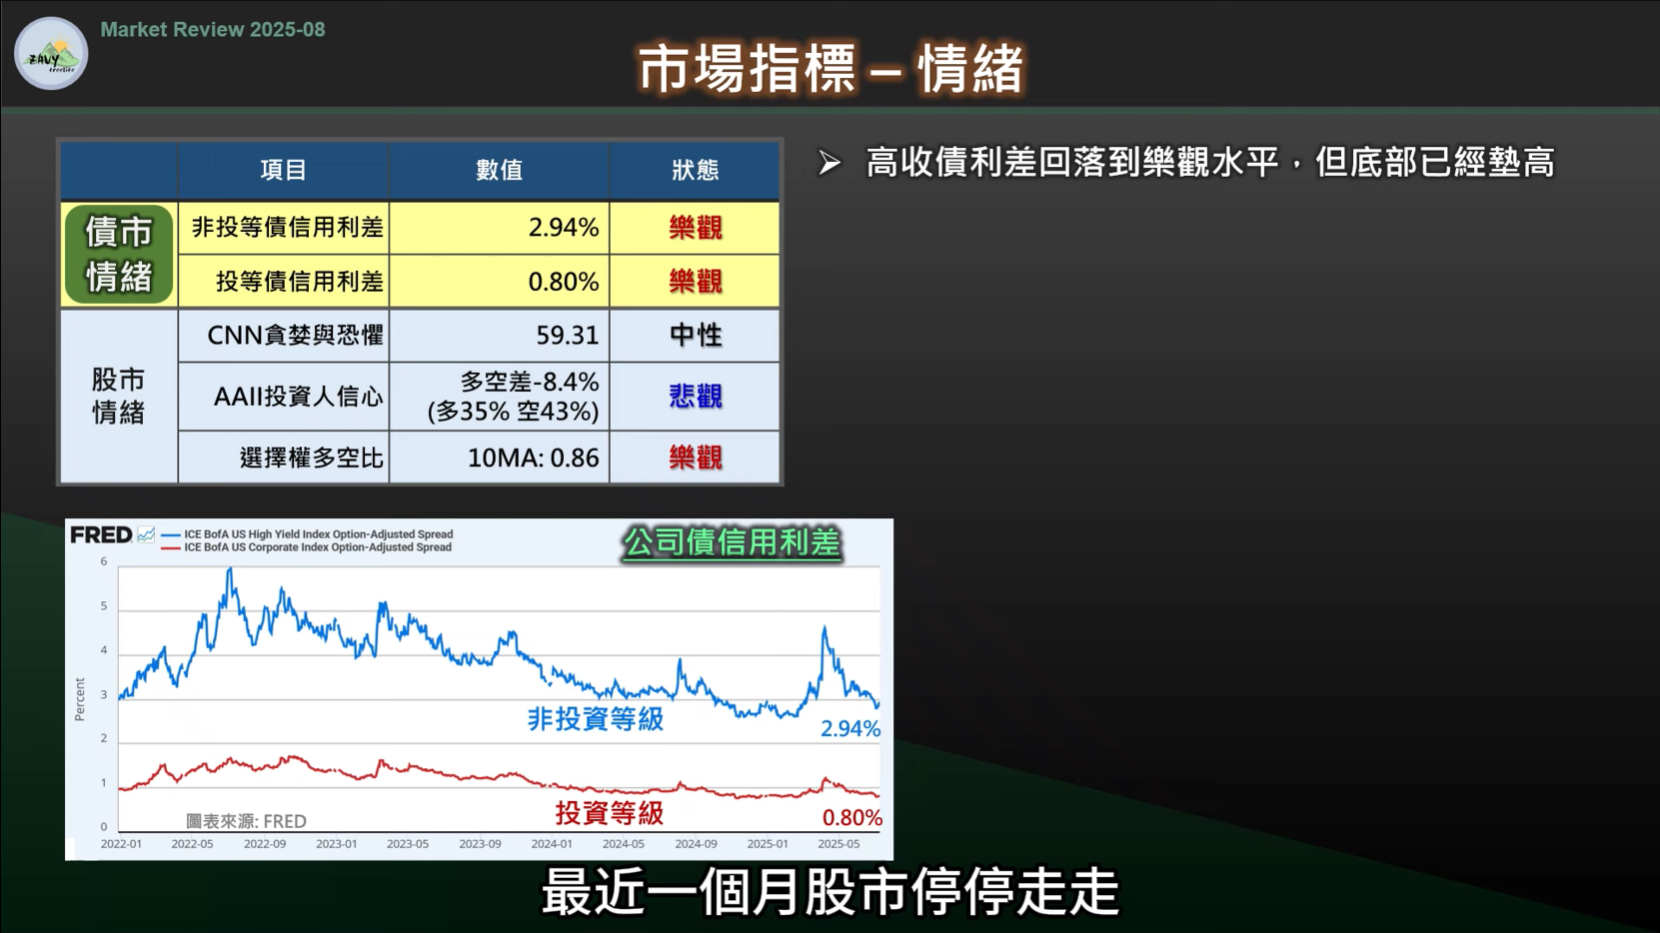 ZAVY
freelife
Market Review 2025-08
市場指標 – 情緒
項目 數值 狀態
債市
情緒
非投等債信用利差 2.94% 樂觀
投等債信用利差 0.80% 樂觀
股市
情緒
CNN貪婪與恐懼 59.31 中性
AAII投資人信心 多空差-8.4%
(多35% 空43%) 悲觀
選擇權多空比 10MA: 0.86 樂觀
➢ 高收債利差回落到樂觀水平，但底部已經墊高
FRED
ICE BofA US High Yield Index Option-Adjusted Spread
ICE BofA US Corporate Index Option-Adjusted Spread
公司債信用利差
6
5
4
3
2
1
0
Percent
非投資等級
2.94%
投資等級
0.80%
圖表來源: FRED
2022-01 2022-05 2022-09 2023-01 2023-05 2023-09 2024-01 2024-05 2024-09 2025-01 2025-05
最近一個月股市停停走走